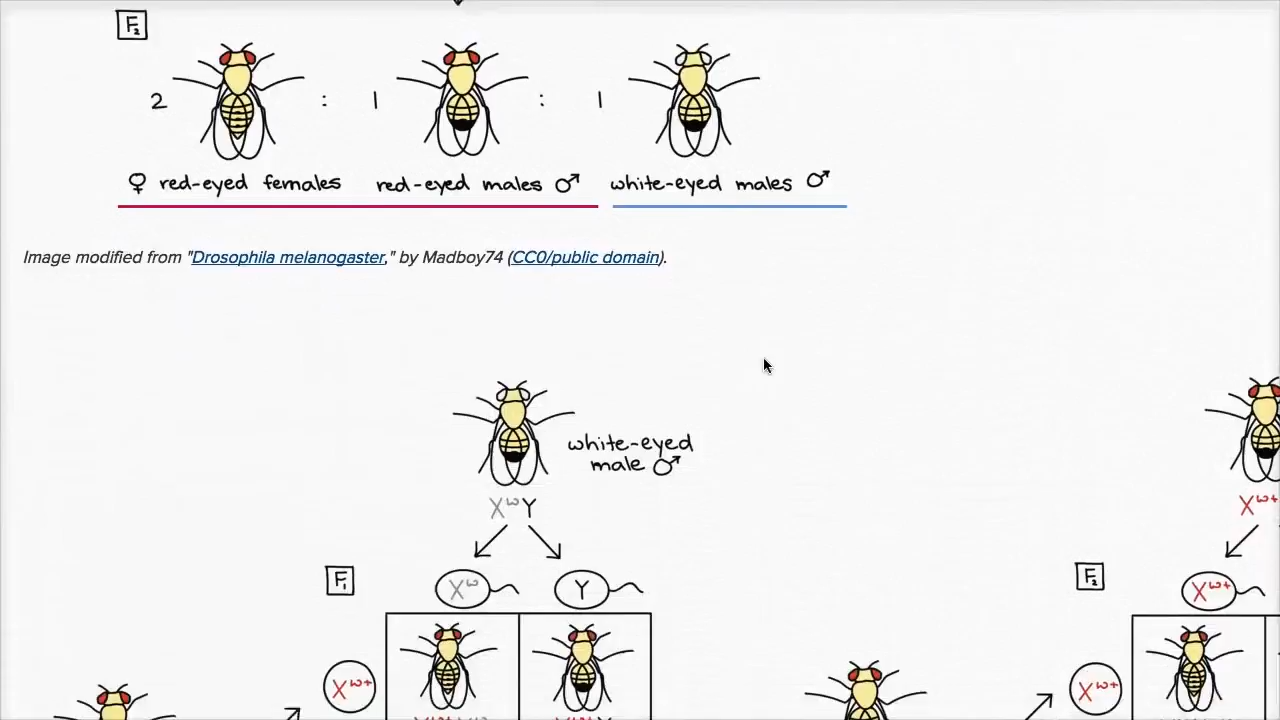 F₂
2 : 1 : 1
♀ red-eyed females red-eyed males ♂ white-eyed males ♂
Image modified from "Drosophila melanogaster," by Madboy74 (CC0/public domain).
white-eyed
male ♂
XʷY
Xʷ⁺
F₁
Xʷ
Y
F₂
Xʷ⁺
Xʷ⁺
Xʷ⁺